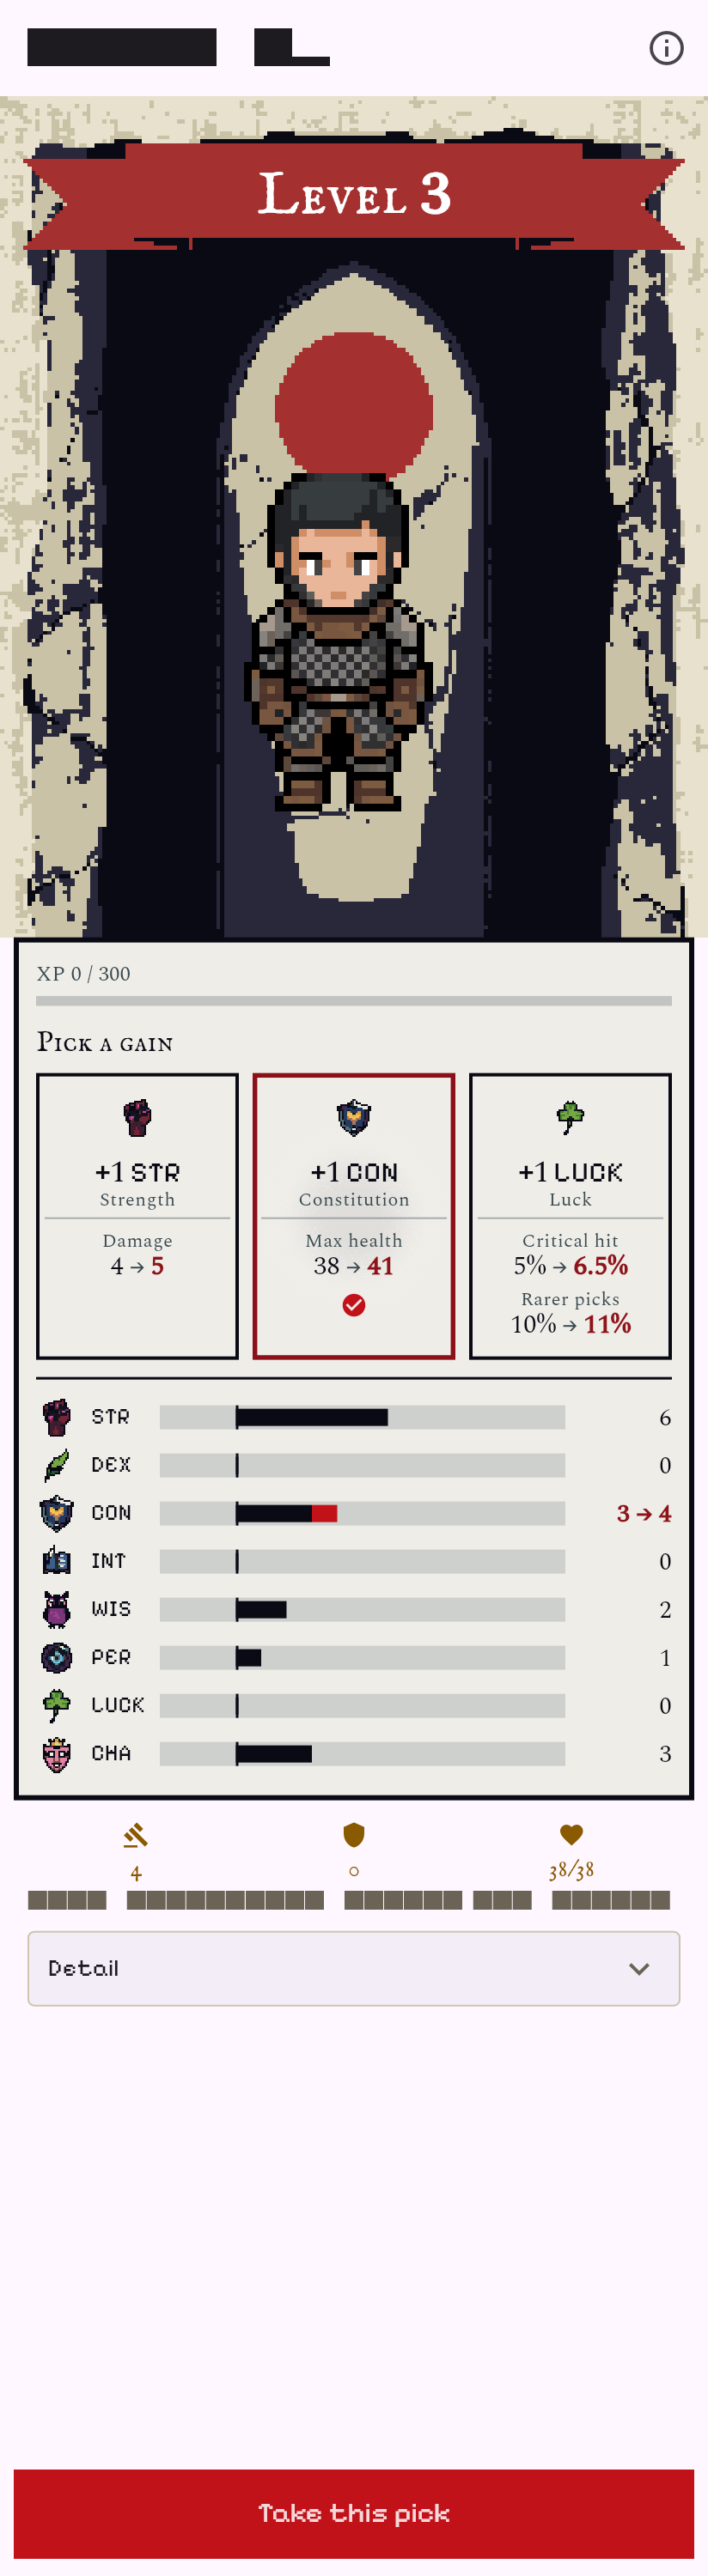 Level 3
XP 0 / 300
Pick a gain
+1 STR
Strength
Damage
4 → 5
+1 CON
Constitution
Max health
38 → 41
+1 LUCK
Luck
Critical hit
5% → 6.5%
Rarer picks
10% → 11%
STR 6
DEX 0
CON 3 → 4
INT 0
WIS 2
PER 1
LUCK 0
CHA 3
4 0 38/38
Detail
Take this pick